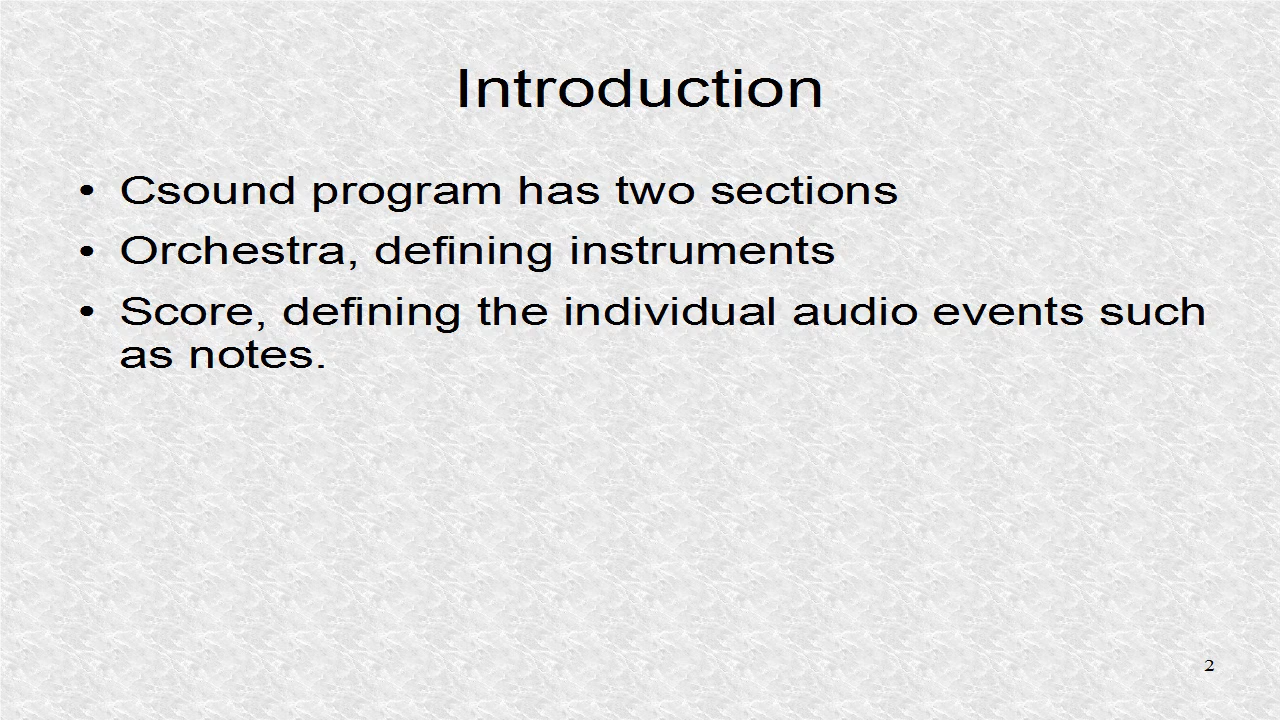 Introduction
• Csound program has two sections
• Orchestra, defining instruments
• Score, defining the individual audio events such
as notes.
2